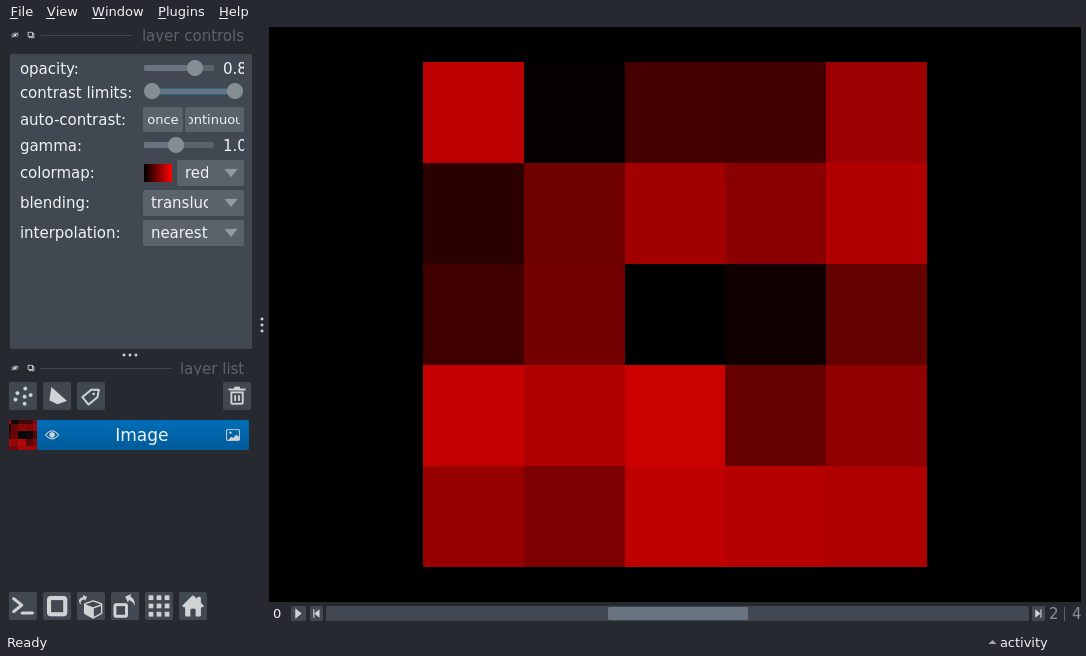 File View Window Plugins Help
layer controls
opacity: 0.8
contrast limits:
auto-contrast: once ontinuou
gamma: 1.0
colormap: red
blending: transluc
interpolation: nearest
layer list
Image
0 2 | 4
Ready
activity